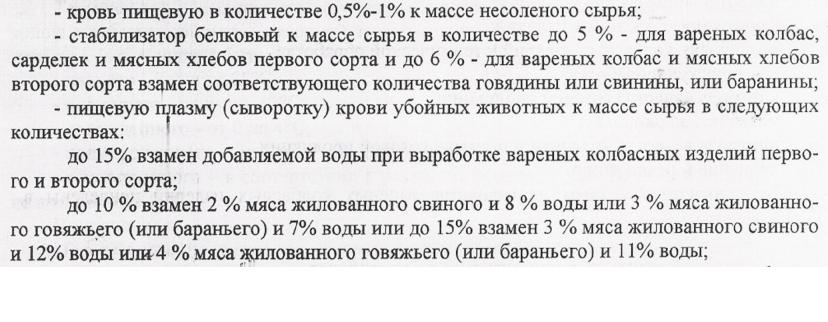 - кровь пищевую в количестве 0,5%-1% к массе несоленого сырья;
- стабилизатор белковый к массе сырья в количестве до 5 % - для вареных колбас,
сарделек и мясных хлебов первого сорта и до 6 % - для вареных колбас и мясных хлебов
второго сорта взамен соответствующего количества говядины или свинины, или баранины;
- пищевую плазму (сыворотку) крови убойных животных к массе сырья в следующих
количествах:
до 15% взамен добавляемой воды при выработке вареных колбасных изделий перво-
го и второго сорта;
до 10 % взамен 2 % мяса жилованного свиного и 8 % воды или 3 % мяса жилованно-
го говяжьего (или бараньего) и 7% воды или до 15% взамен 3 % мяса жилованного свиного
и 12% воды или 4 % мяса жилованного говяжьего (или бараньего) и 11% воды;